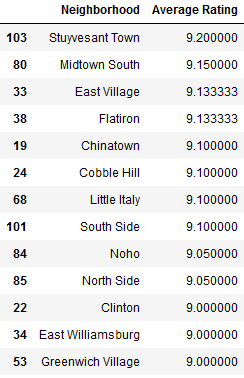 Neighborhood Average Rating
103 Stuyvesant Town 9.200000
80 Midtown South 9.150000
33 East Village 9.133333
38 Flatiron 9.133333
19 Chinatown 9.100000
24 Cobble Hill 9.100000
68 Little Italy 9.100000
101 South Side 9.100000
84 Noho 9.050000
85 North Side 9.050000
22 Clinton 9.000000
34 East Williamsburg 9.000000
53 Greenwich Village 9.000000